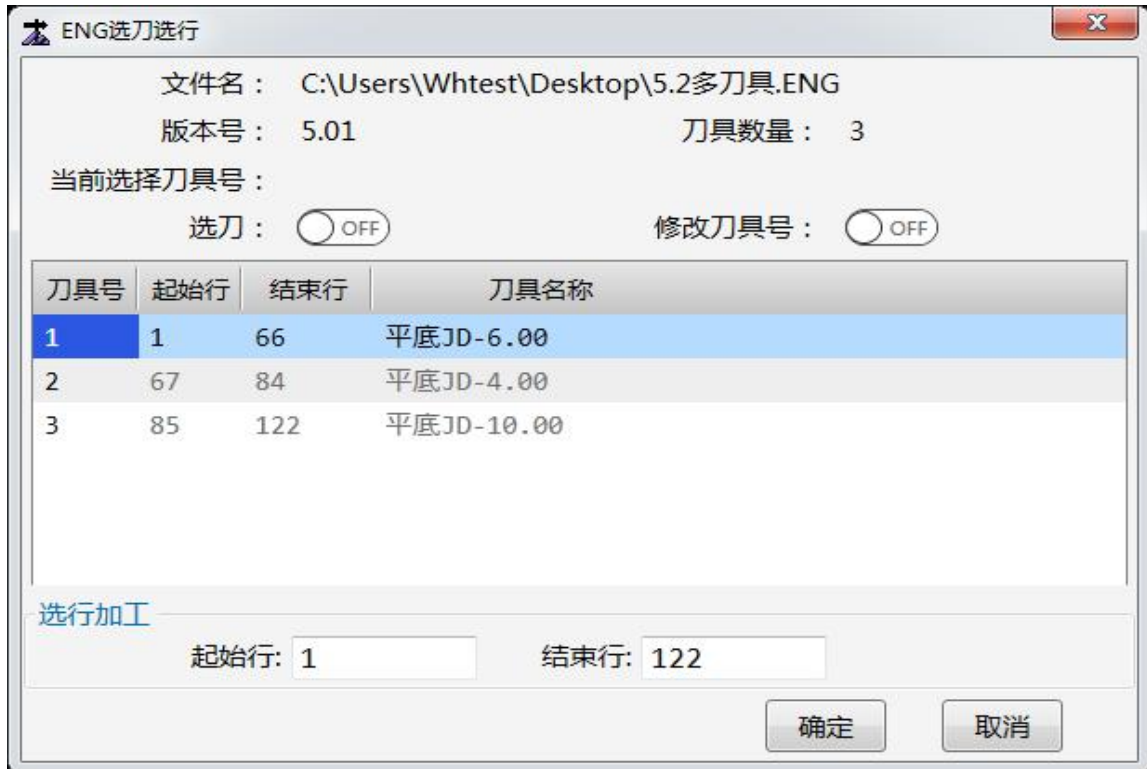 ENG选刀选行
文件名： C:\Users\Whtest\Desktop\5.2多刀具.ENG
版本号： 5.01 刀具数量： 3
当前选择刀具号：
选刀： OFF 修改刀具号： OFF
刀具号 起始行 结束行 刀具名称
1 1 66 平底JD-6.00
2 67 84 平底JD-4.00
3 85 122 平底JD-10.00
选行加工
起始行: 1 结束行: 122
确定 取消